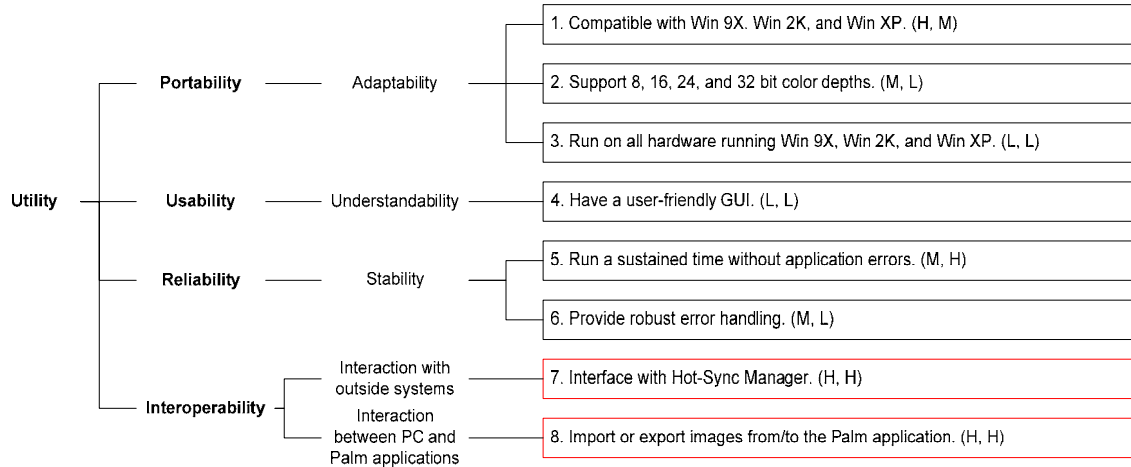 1. Compatible with Win 9X. Win 2K, and Win XP. (H, M)
Portability
Adaptability
2. Support 8, 16, 24, and 32 bit color depths. (M, L)
3. Run on all hardware running Win 9X, Win 2K, and Win XP. (L, L)
Utility
Usability
Understandability
4. Have a user-friendly GUI. (L, L)
5. Run a sustained time without application errors. (M, H)
Reliability
Stability
6. Provide robust error handling. (M, L)
Interaction with
outside systems
7. Interface with Hot-Sync Manager. (H, H)
Interoperability
Interaction
between PC and
Palm applications
8. Import or export images from/to the Palm application. (H, H)